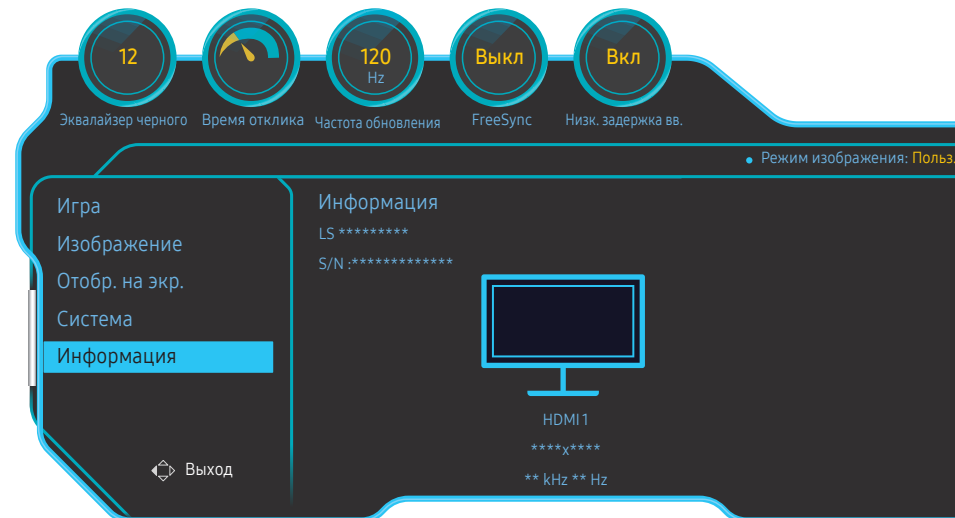 12
120
Hz
Выкл
Вкл
Эквалайзер черного
Время отклика
Частота обновления
FreeSync
Низк. задержка вв.
Режим изображения: Польз.
Игра
Изображение
Отобр. на экр.
Система
Информация
Выход
Информация
LS *********
S/N :*************
HDMI 1
****x****
** kHz ** Hz